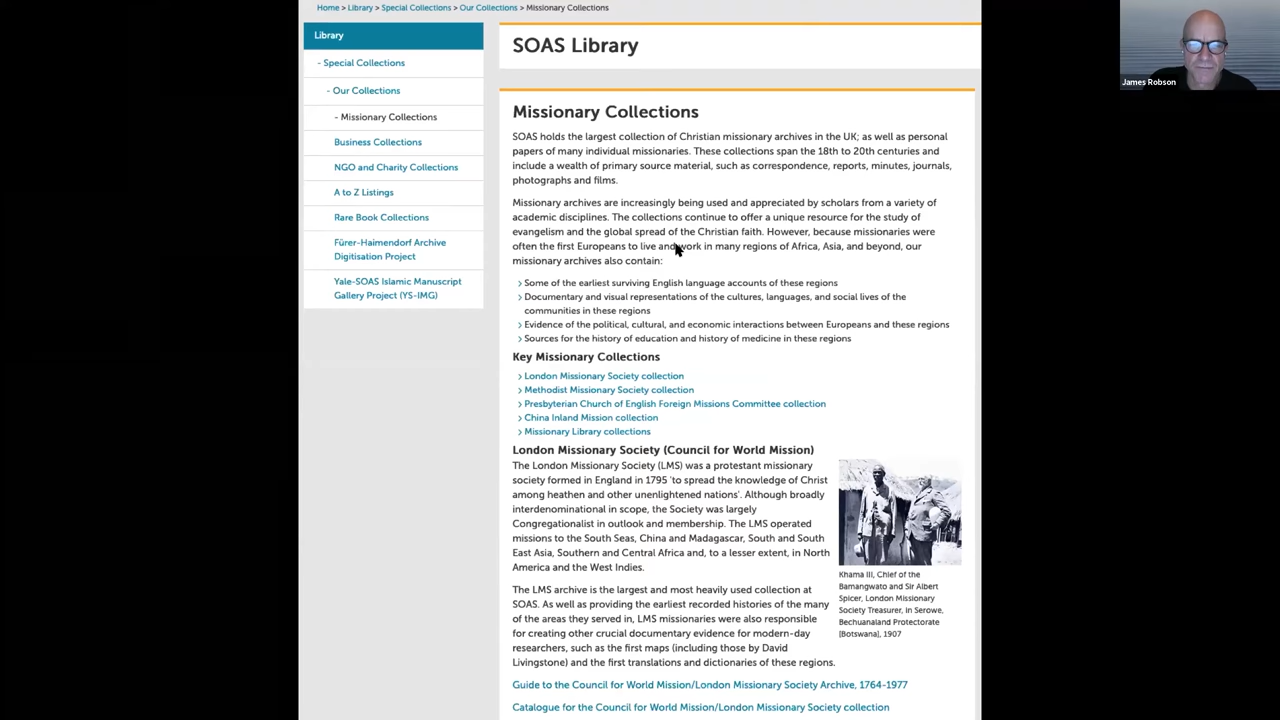 Home > Library > Special Collections > Our Collections > Missionary Collections
Library
- Special Collections
- Our Collections
- Missionary Collections
Business Collections
NGO and Charity Collections
A to Z Listings
Rare Book Collections
Fürer-Haimendorf Archive
Digitisation Project
Yale-SOAS Islamic Manuscript
Gallery Project (YS-IMG)
SOAS Library
Missionary Collections
SOAS holds the largest collection of Christian missionary archives in the UK; as well as personal
papers of many individual missionaries. These collections span the 18th to 20th centuries and
include a wealth of primary source material, such as correspondence, reports, minutes, journals,
photographs and films.
Missionary archives are increasingly being used and appreciated by scholars from a variety of
academic disciplines. The collections continue to offer a unique resource for the study of
evangelism and the global spread of the Christian faith. However, because missionaries were
often the first Europeans to live and work in many regions of Africa, Asia, and beyond, our
missionary archives also contain:
Some of the earliest surviving English language accounts of these regions
Documentary and visual representations of the cultures, languages, and social lives of the
communities in these regions
Evidence of the political, cultural, and economic interactions between Europeans and these regions
Sources for the history of education and history of medicine in these regions
Key Missionary Collections
London Missionary Society collection
Methodist Missionary Society collection
Presbyterian Church of English Foreign Missions Committee collection
China Inland Mission collection
Missionary Library collections
London Missionary Society (Council for World Mission)
The London Missionary Society (LMS) was a protestant missionary
society formed in England in 1795 'to spread the knowledge of Christ
among heathen and other unenlightened nations'. Although broadly
interdenominational in scope, the Society was largely
Congregationalist in outlook and membership. The LMS operated
missions to the South Seas, China and Madagascar, South and South
East Asia, Southern and Central Africa and, to a lesser extent, in North
America and the West Indies.
The LMS archive is the largest and most heavily used collection at
SOAS. As well as providing the earliest recorded histories of the many
of the areas they served in, LMS missionaries were also responsible
for creating other crucial documentary evidence for modern-day
researchers, such as the first maps (including those by David
Livingstone) and the first translations and dictionaries of these regions.
Khama III, Chief of the
Bamangwato and Sir Albert
Spicer, London Missionary
Society Treasurer, in Serowe,
Bechuanaland Protectorate
[Botswana], 1907
Guide to the Council for World Mission/London Missionary Society Archive, 1764-1977
Catalogue for the Council for World Mission/London Missionary Society collection
James Robson